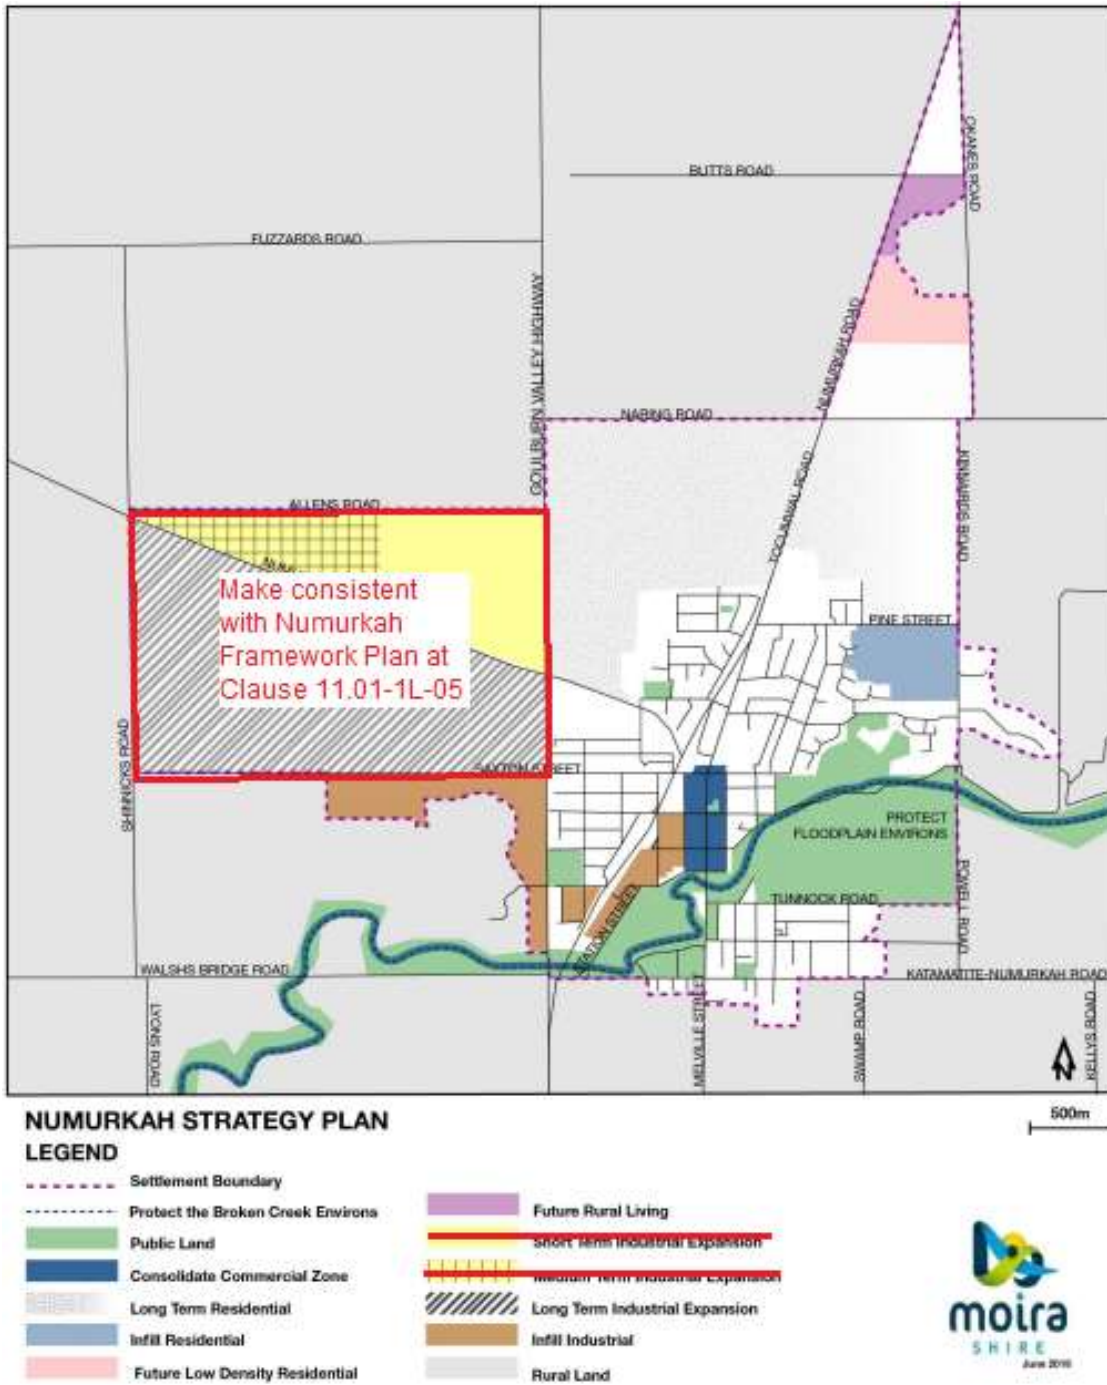 OKANES ROAD
BUTTS ROAD
FUZZARDS ROAD
GOULBURN VALLEY HIGHWAY
NUMURKAH ROAD
NARING ROAD
TOCUMWAL ROAD
KINNAIRDS ROAD
ALLENS ROAD
Make consistent
with Numurkah
Framework Plan at
Clause 11.01-1L-05
PINE STREET
SHINNICKS ROAD
SAXTON STREET
PROTECT
FLOODPLAIN ENVIRONS
POWELL ROAD
TUNNOCK ROAD
STATION STREET
WALSHS BRIDGE ROAD
KATAMATITE-NUMURKAH ROAD
LYONS ROAD
MELVILLE STREET
SWAMP ROAD
KELLYS ROAD
N
500m
NUMURKAH STRATEGY PLAN
LEGEND
Settlement Boundary
Protect the Broken Creek Environs
Public Land
Consolidate Commercial Zone
Long Term Residential
Infill Residential
Future Low Density Residential
Future Rural Living
Short Term Industrial Expansion
Medium Term Industrial Expansion
Long Term Industrial Expansion
Infill Industrial
Rural Land
moira
SHIRE